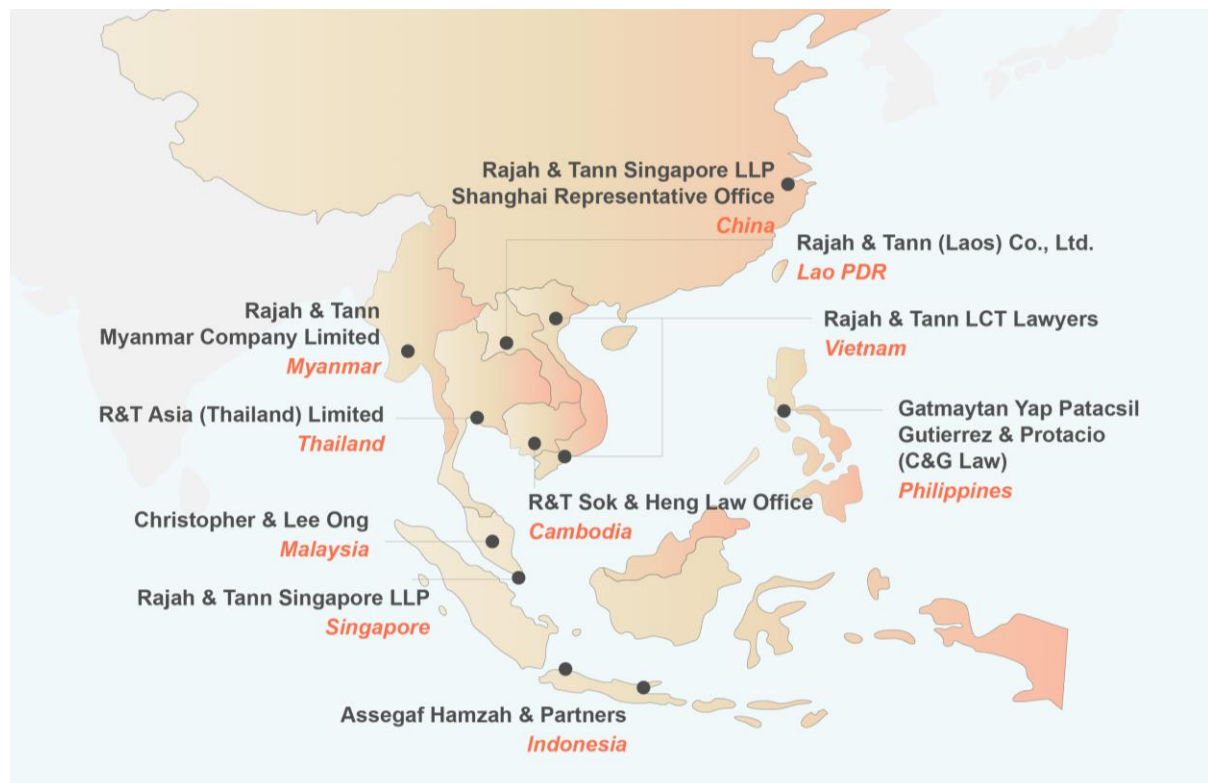 Rajah & Tann Singapore LLP
Shanghai Representative Office
China
Rajah & Tann (Laos) Co., Ltd.
Lao PDR
Rajah & Tann
Myanmar Company Limited
Myanmar
Rajah & Tann LCT Lawyers
Vietnam
R&T Asia (Thailand) Limited
Thailand
Gatmaytan Yap Patacsil
Gutierrez & Protacio
(C&G Law)
Philippines
R&T Sok & Heng Law Office
Cambodia
Christopher & Lee Ong
Malaysia
Rajah & Tann Singapore LLP
Singapore
Assegaf Hamzah & Partners
Indonesia